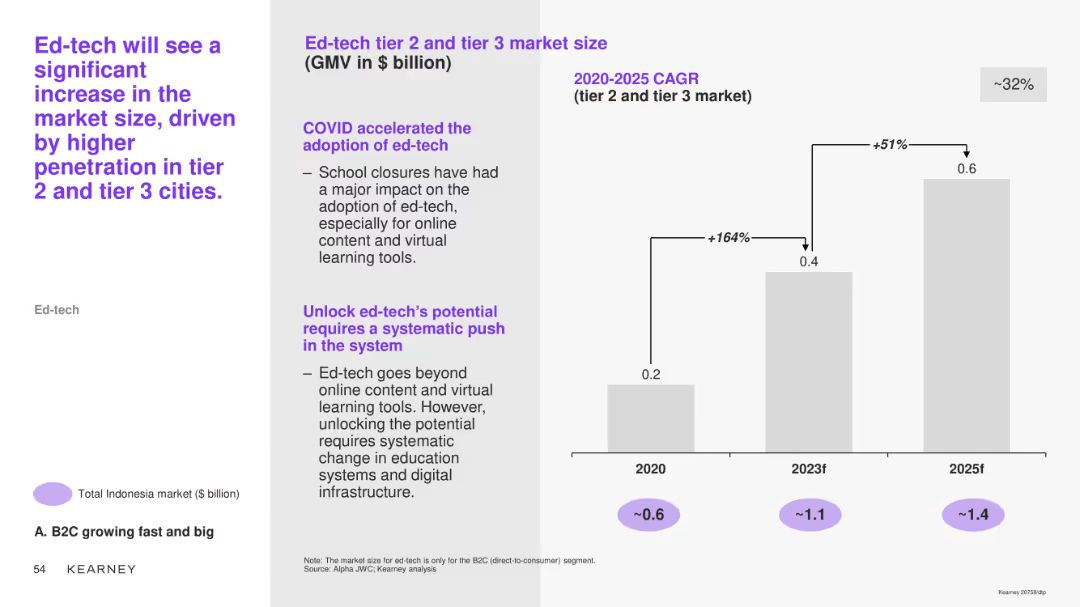 Ed-tech will see a
significant
increase in the
market size, driven
by higher
penetration in tier
2 and tier 3 cities.
Ed-tech
Total Indonesia market ($ billion)
A. B2C growing fast and big
54 KEARNEY
Ed-tech tier 2 and tier 3 market size
(GMV in $ billion)
COVID accelerated the
adoption of ed-tech
– School closures have had
a major impact on the
adoption of ed-tech,
especially for online
content and virtual
learning tools.
Unlock ed-tech’s potential
requires a systematic push
in the system
– Ed-tech goes beyond
online content and virtual
learning tools. However,
unlocking the potential
requires systematic
change in education
systems and digital
infrastructure.
2020-2025 CAGR
(tier 2 and tier 3 market)
~32%
+51%
0.6
+164%
0.4
0.2
2020 2023f 2025f
~0.6 ~1.1 ~1.4
Note: The market size for ed-tech is only for the B2C (direct-to-consumer) segment.
Source: Alpha JWC; Kearney analysis